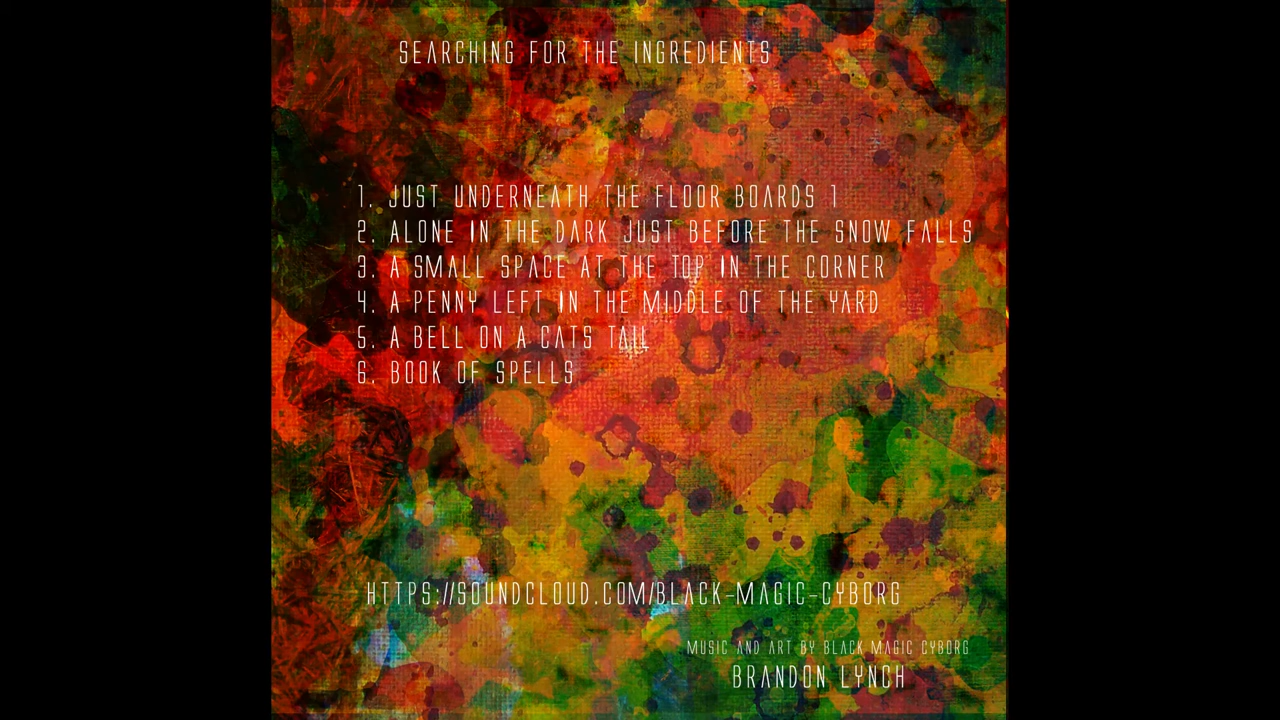 SEARCHING FOR THE INGREDIENTS
1. JUST UNDERNEATH THE FLOOR BOARDS 1
2. ALONE IN THE DARK JUST BEFORE THE SNOW FALLS
3. A SMALL SPACE AT THE TOP IN THE CORNER
4. A PENNY LEFT IN THE MIDDLE OF THE YARD
5. A BELL ON A CATS TAIL
6. BOOK OF SPELLS
HTTPS://SOUNDCLOUD.COM/BLACK-MAGIC-CYBORG
MUSIC AND ART BY BLACK MAGIC CYBORG
BRANDON LYNCH